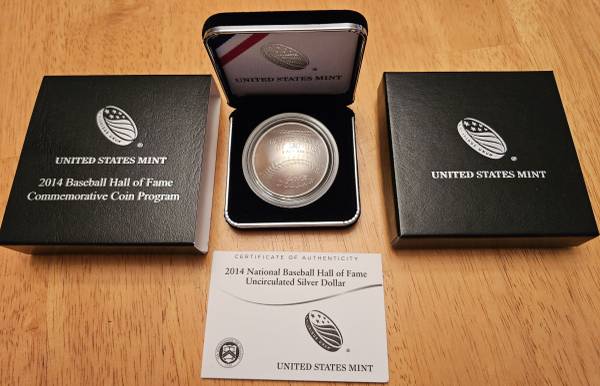 UNITED STATES MINT
UNITED STATES MINT
2014 Baseball Hall of Fame
Commemorative Coin Program
UNITED STATES MINT
CERTIFICATE OF AUTHENTICITY
2014 National Baseball Hall of Fame
Uncirculated Silver Dollar
UNITED STATES MINT